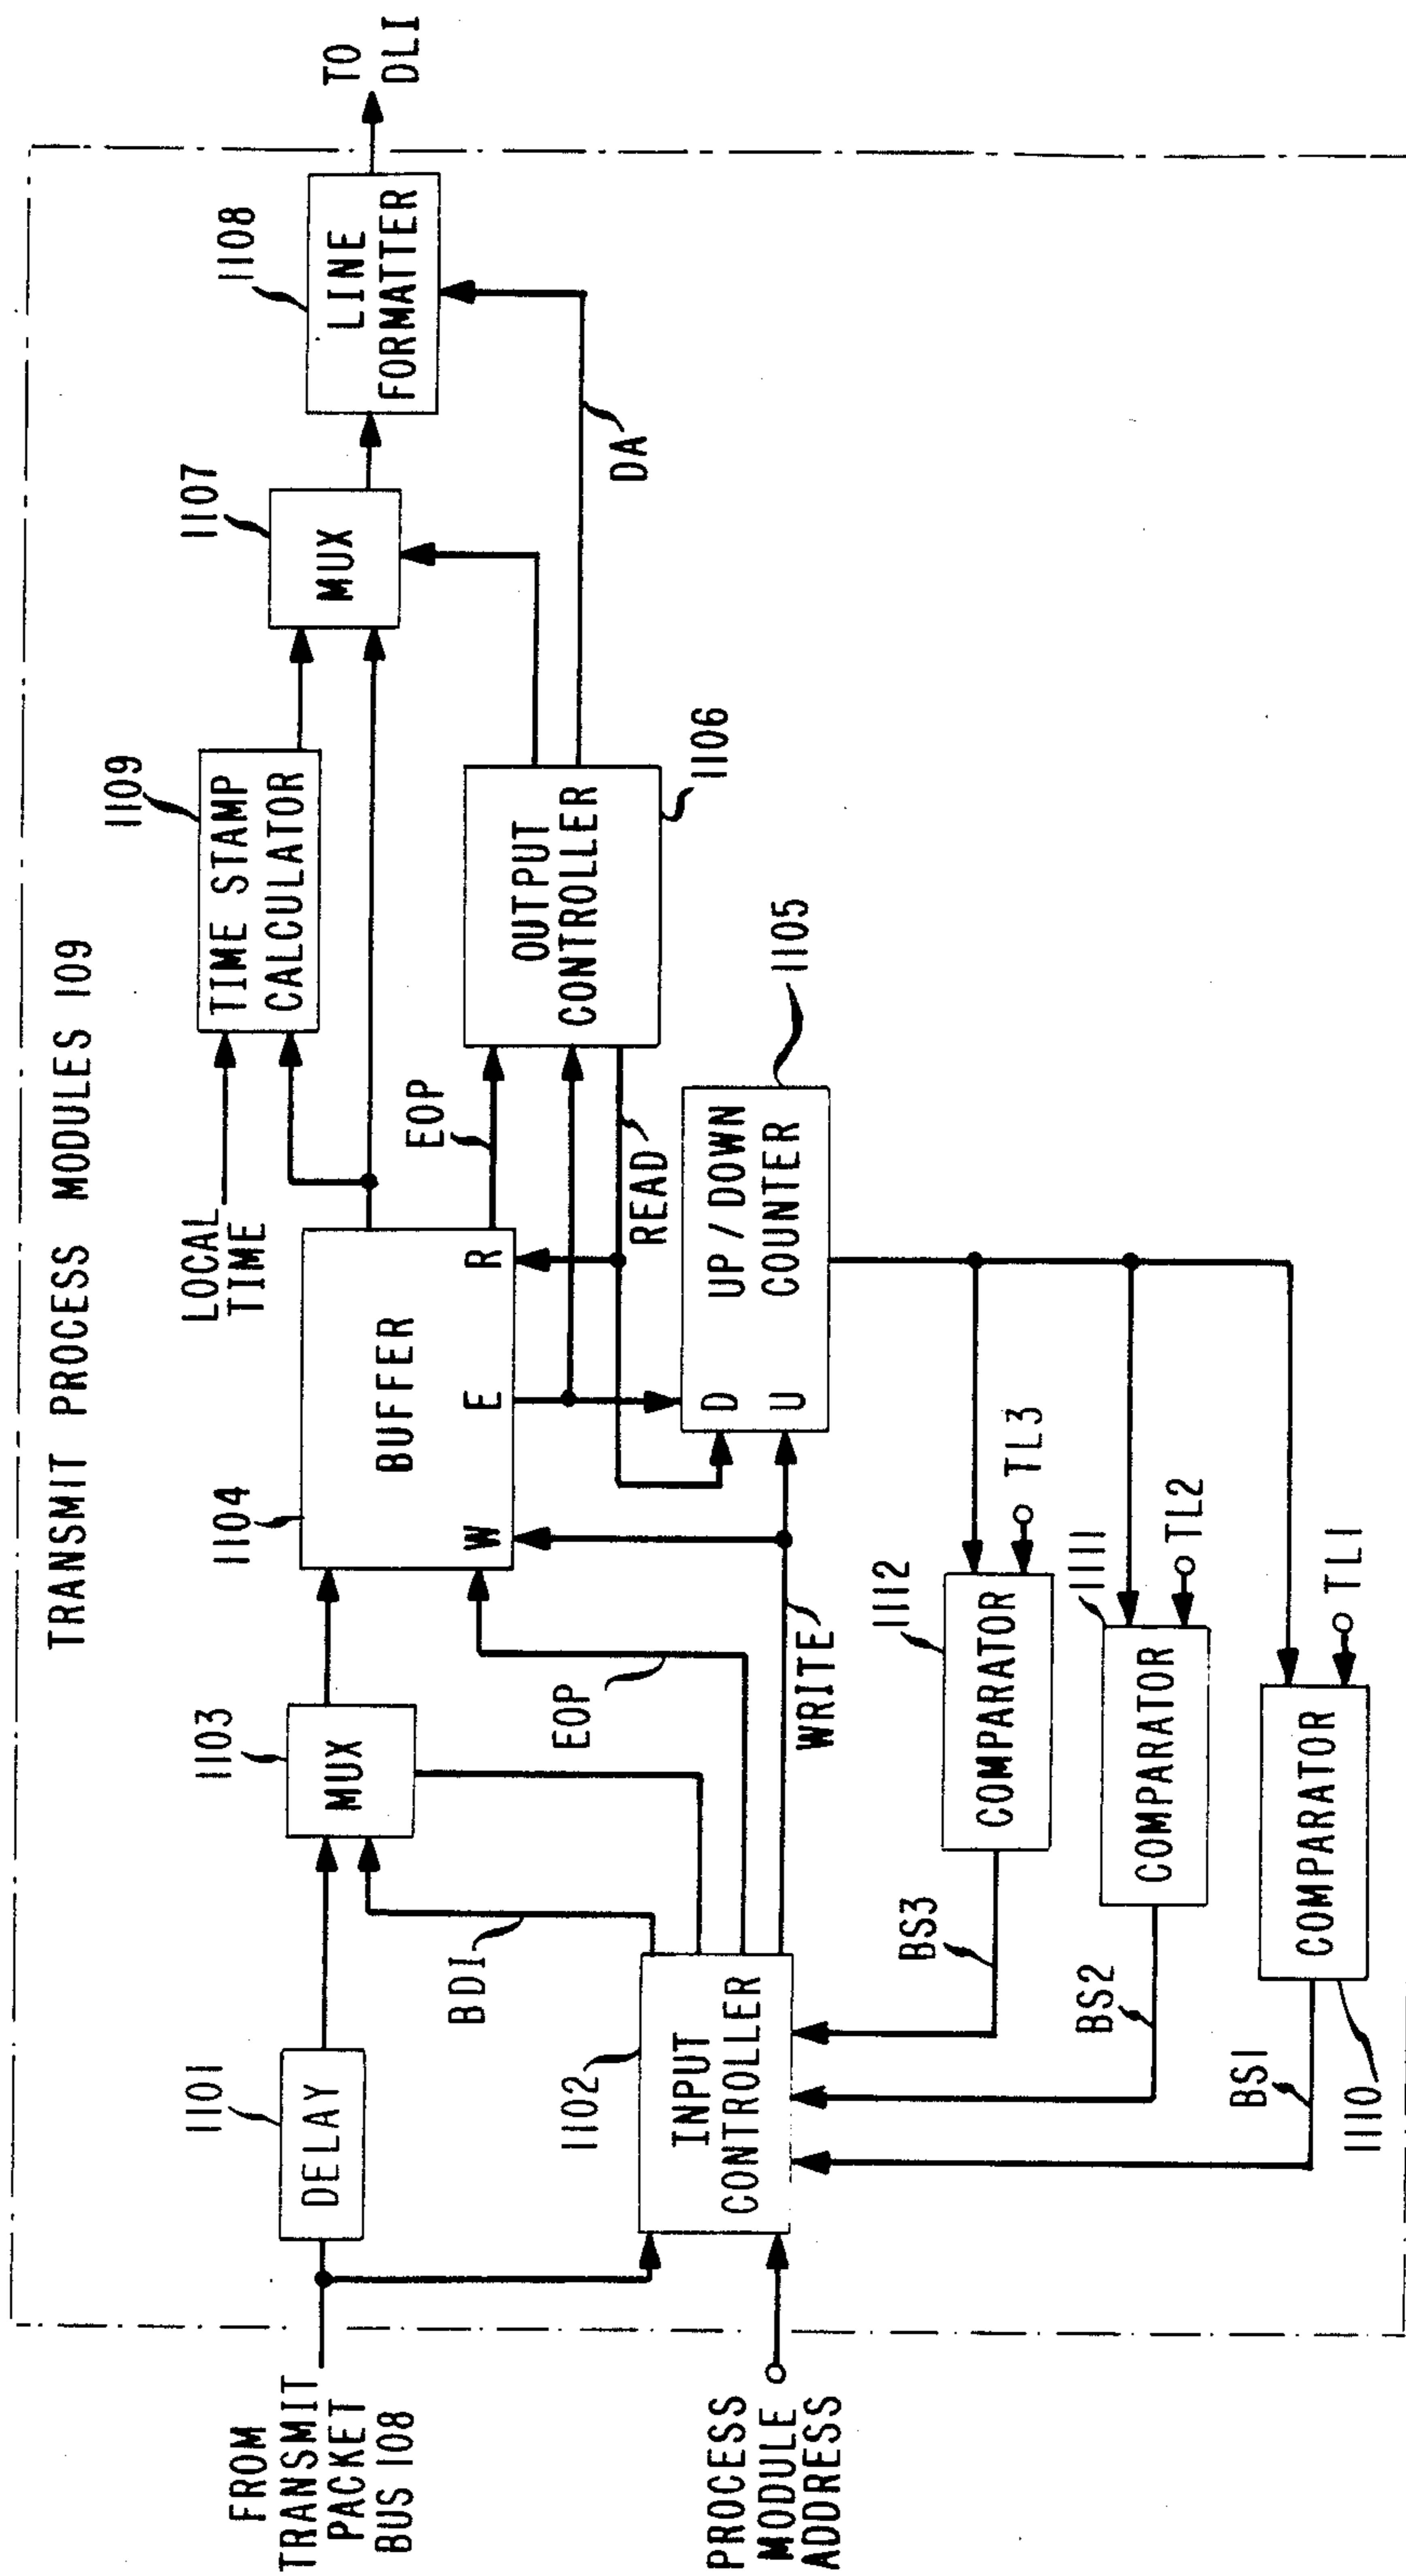 TRANSMIT PROCESS MODULES 109
FROM
TRANSMIT
PACKET
BUS 108
1101
DELAY
1103
MUX
1104
BUFFER
W
E
R
LOCAL
TIME
1109
TIME STAMP
CALCULATOR
1107
MUX
1108
LINE
FORMATTER
TO
DLI
BDI
EOP
EOP
PROCESS
MODULE
ADDRESS
1102
INPUT
CONTROLLER
WRITE
READ
OUTPUT
CONTROLLER
1106
DA
D
U
UP/DOWN
COUNTER
1105
BS3
1112
COMPARATOR
TL3
BS2
1111
COMPARATOR
TL2
BS1
1110
COMPARATOR
TL1